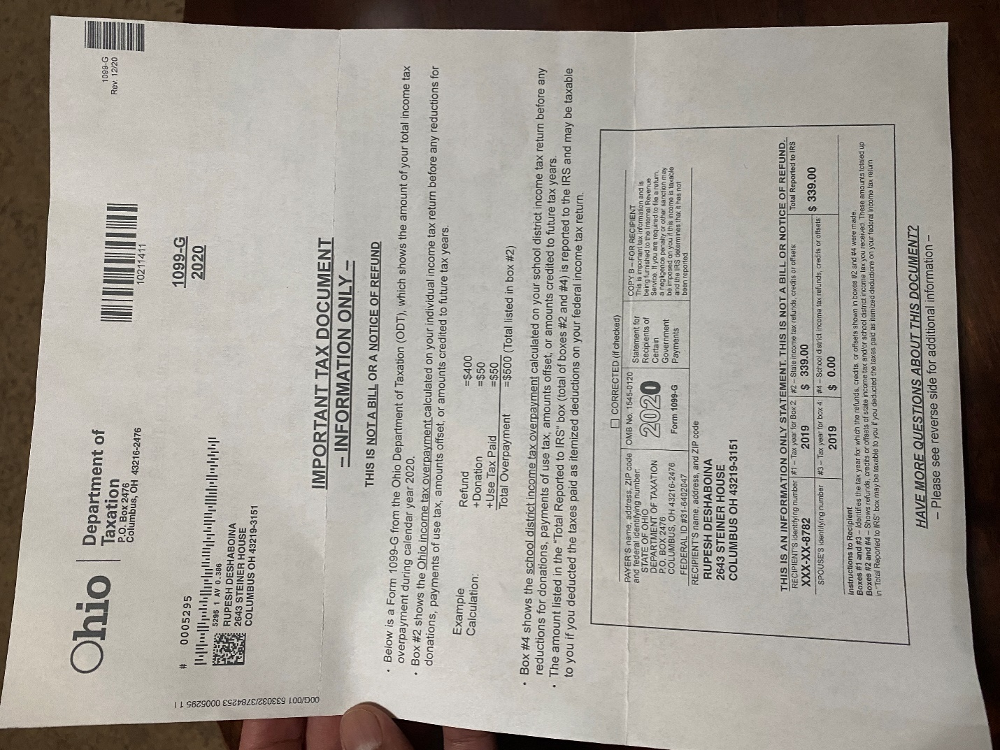 Ohio
Department of
Taxation
P.O. Box 2476
Columbus, OH 43216-2476
10211411
1099-G
Rev. 12/20
# 0005295
5295 1 AV 0.386
RUPESH DESHABOINA
2643 STEINER HOUSE
COLUMBUS OH 43219-3151
1099-G
2020
00G/001 533032/3784253 0005295 1 I
IMPORTANT TAX DOCUMENT
– INFORMATION ONLY –
THIS IS NOT A BILL OR A NOTICE OF REFUND
• Below is a Form 1099-G from the Ohio Department of Taxation (ODT), which shows the amount of your total income tax
overpayment during calendar year 2020.
• Box #2 shows the Ohio income tax overpayment calculated on your individual income tax return before any reductions for
donations, payments of use tax, amounts offset, or amounts credited to future tax years.
Example
Calculation:
Refund =$400
+Donation =$50
+Use Tax Paid =$50
Total Overpayment =$500 (Total listed in box #2)
• Box #4 shows the school district income tax overpayment calculated on your school district income tax return before any
reductions for donations, payments of use tax, amounts offset, or amounts credited to future tax years.
• The amount listed in the "Total Reported to IRS" box (total of boxes #2 and #4) is reported to the IRS and may be taxable
to you if you deducted the taxes paid as itemized deductions on your federal income tax return.
CORRECTED (if checked)
PAYER'S name, address, ZIP code
and federal identifying number:
STATE OF OHIO
DEPARTMENT OF TAXATION
P.O. BOX 2476
COLUMBUS, OH 43216-2476
FEDERAL ID #31-6402047
OMB No. 1545-0120
2020
Form 1099-G
Statement for
Recipients of
Certain
Government
Payments
COPY B – FOR RECIPIENT
This is important tax information and is
being furnished to the Internal Revenue
Service. If you are required to file a return,
a negligence penalty or other sanction may
be imposed on you if this income is taxable
and the IRS determines that it has not
been reported.
RECIPIENT'S name, address, and ZIP code
RUPESH DESHABOINA
2643 STEINER HOUSE
COLUMBUS OH 43219-3151
THIS IS AN INFORMATION ONLY STATEMENT. THIS IS NOT A BILL OR NOTICE OF REFUND.
RECIPIENT'S identifying number
XXX-XX-8782
#1 – Tax year for Box 2:
2019
#2 – State income tax refunds, credits or offsets:
$ 339.00
Total Reported to IRS
$ 339.00
SPOUSE'S identifying number
#3 – Tax year for box 4:
2019
#4 – School district income tax refunds, credits or offsets:
$ 0.00
Instructions to Recipient
Boxes #1 and #3 – Identifies the tax year for which the refunds, credits, or offsets shown in boxes #2 and #4 were made.
Boxes #2 and #4 – Shows refunds, credits or offsets of state income tax and/or school district income tax you received. These amounts totaled up
in "Total Reported to IRS" box may be taxable to you if you deducted the taxes paid as itemized deductions on your federal income tax return.
HAVE MORE QUESTIONS ABOUT THIS DOCUMENT?
– Please see reverse side for additional information –